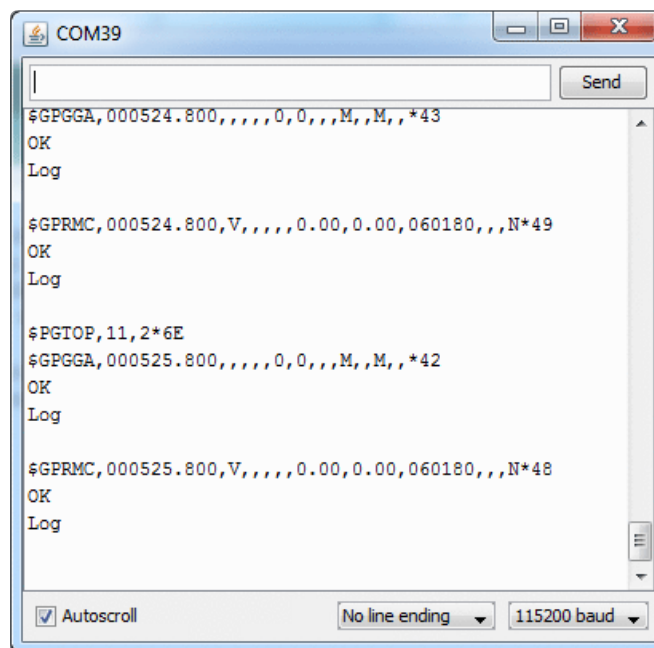 COM39
Send
$GPGGA,000524.800,,,,,0,0,,,M,,M,,*43
OK
Log
$GPRMC,000524.800,V,,,,,0.00,0.00,060180,,,N*49
OK
Log
$PGTOP,11,2*6E
$GPGGA,000525.800,,,,,0,0,,,M,,M,,*42
OK
Log
$GPRMC,000525.800,V,,,,,0.00,0.00,060180,,,N*48
OK
Log
Autoscroll
No line ending
115200 baud